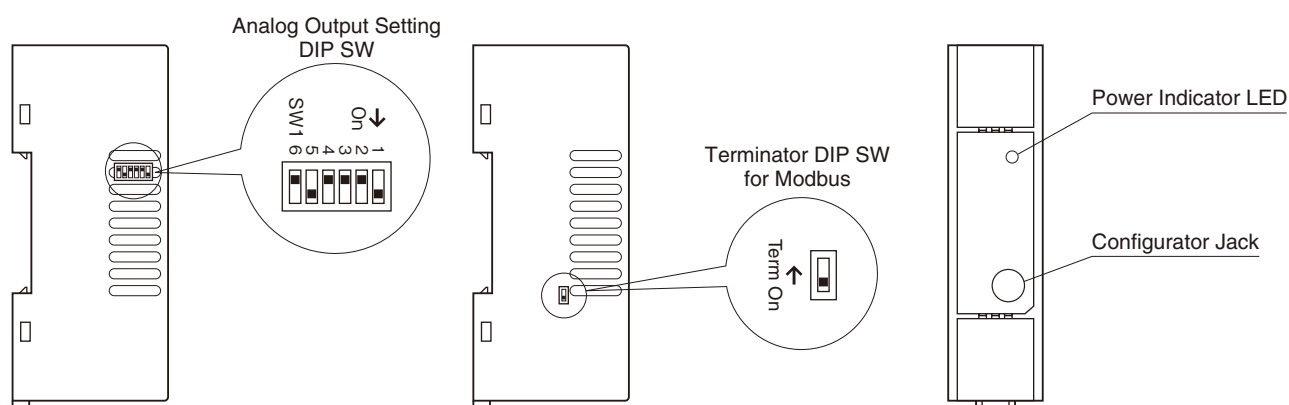 Analog Output Setting
DIP SW
SW1
On ↓
6 5 4 3 2 1
Terminator DIP SW
for Modbus
Term On
↑
Power Indicator LED
Configurator Jack